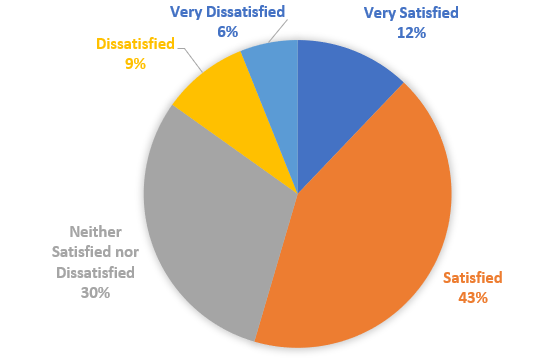 Very Dissatisfied
6%
Very Satisfied
12%
Dissatisfied
9%
Neither
Satisfied nor
Dissatisfied
30%
Satisfied
43%